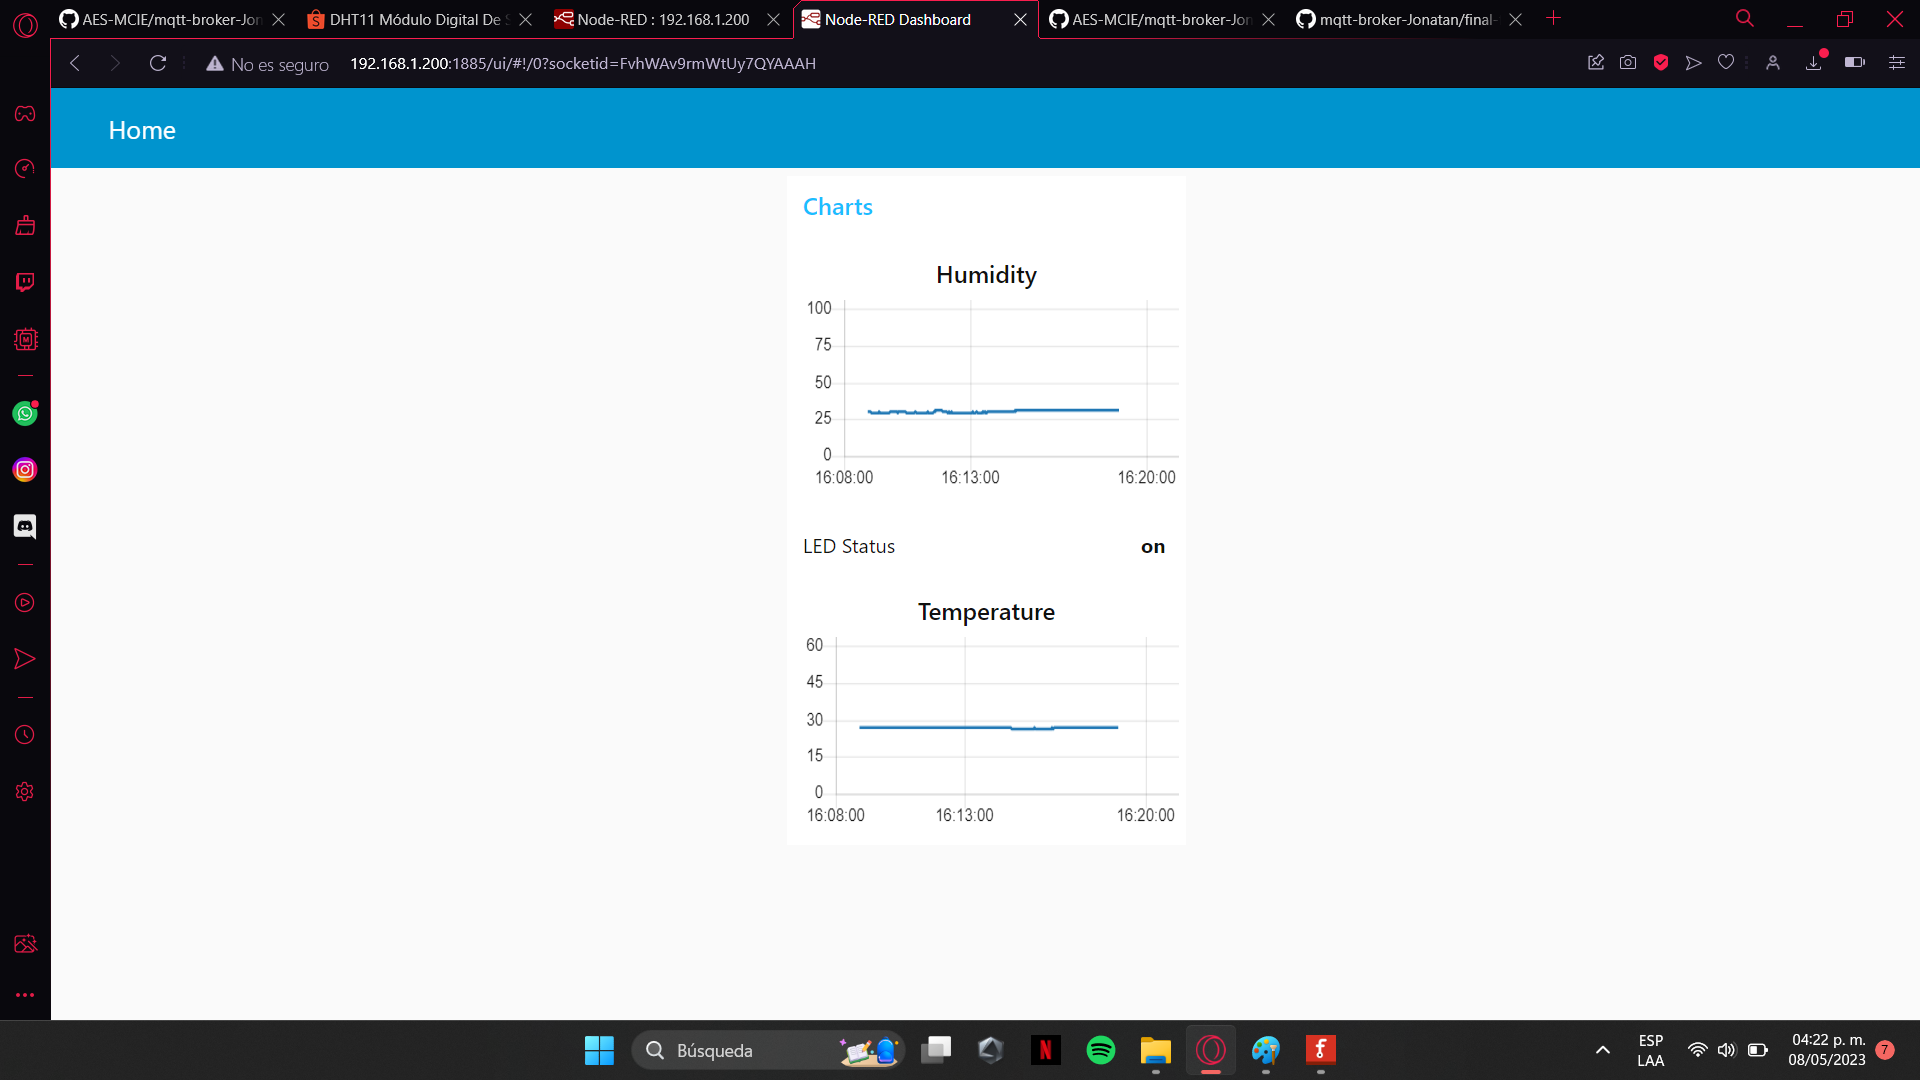 AES-MCIE/mqtt-broker-Jon
DHT11 Módulo Digital De S
Node-RED : 192.168.1.200
Node-RED Dashboard
AES-MCIE/mqtt-broker-Jon
mqtt-broker-Jonatan/final-
No es seguro
192.168.1.200:1885/ui/#!/0?socketid=FvhWAv9rmWtUy7QYAAAH
Home
Charts
Humidity
100
75
50
25
0
16:08:00 16:13:00 16:20:00
LED Status on
Temperature
60
45
30
15
0
16:08:00 16:13:00 16:20:00
Búsqueda
ESP
LAA
04:22 p. m.
08/05/2023
7